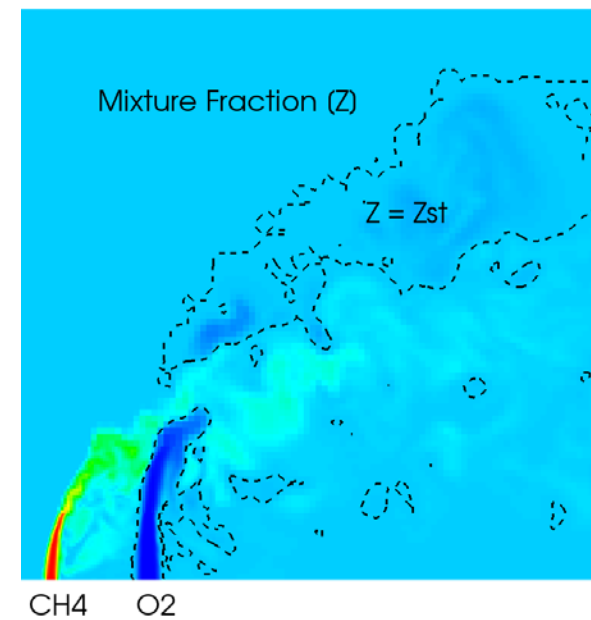 Mixture Fraction (Z)
Z = Zst
CH4 O2